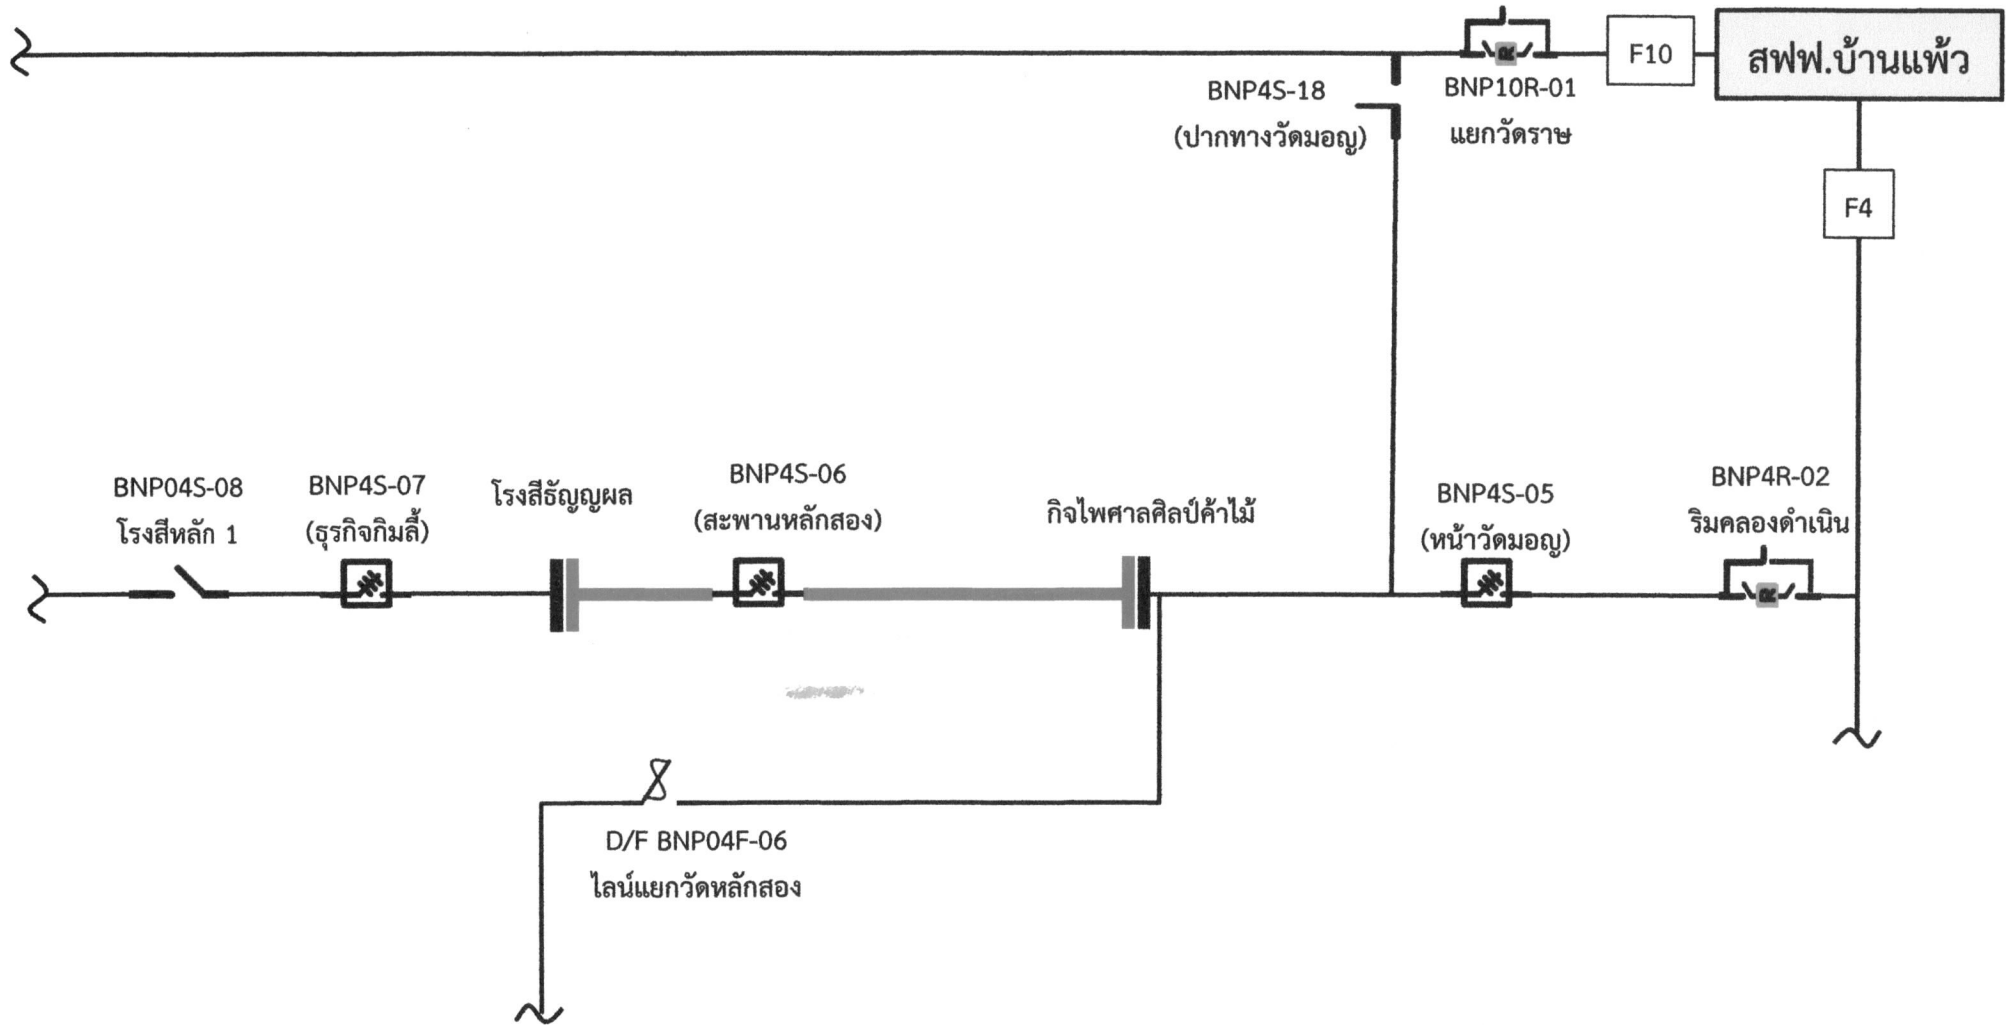 สฟฟ.บ้านแพ้ว
F10
R
BNP10R-01
แยกวัดราษ
BNP4S-18
(ปากทางวัดมอญ)
F4
BNP04S-08
โรงสีหลัก 1
BNP4S-07
(ธุรกิจกิมลี้)
โรงสีธัญญผล
BNP4S-06
(สะพานหลักสอง)
กิจไพศาลศิลป์ค้าไม้
BNP4S-05
(หน้าวัดมอญ)
BNP4R-02
ริมคลองดำเนิน
R
D/F BNP04F-06
ไลน์แยกวัดหลักสอง